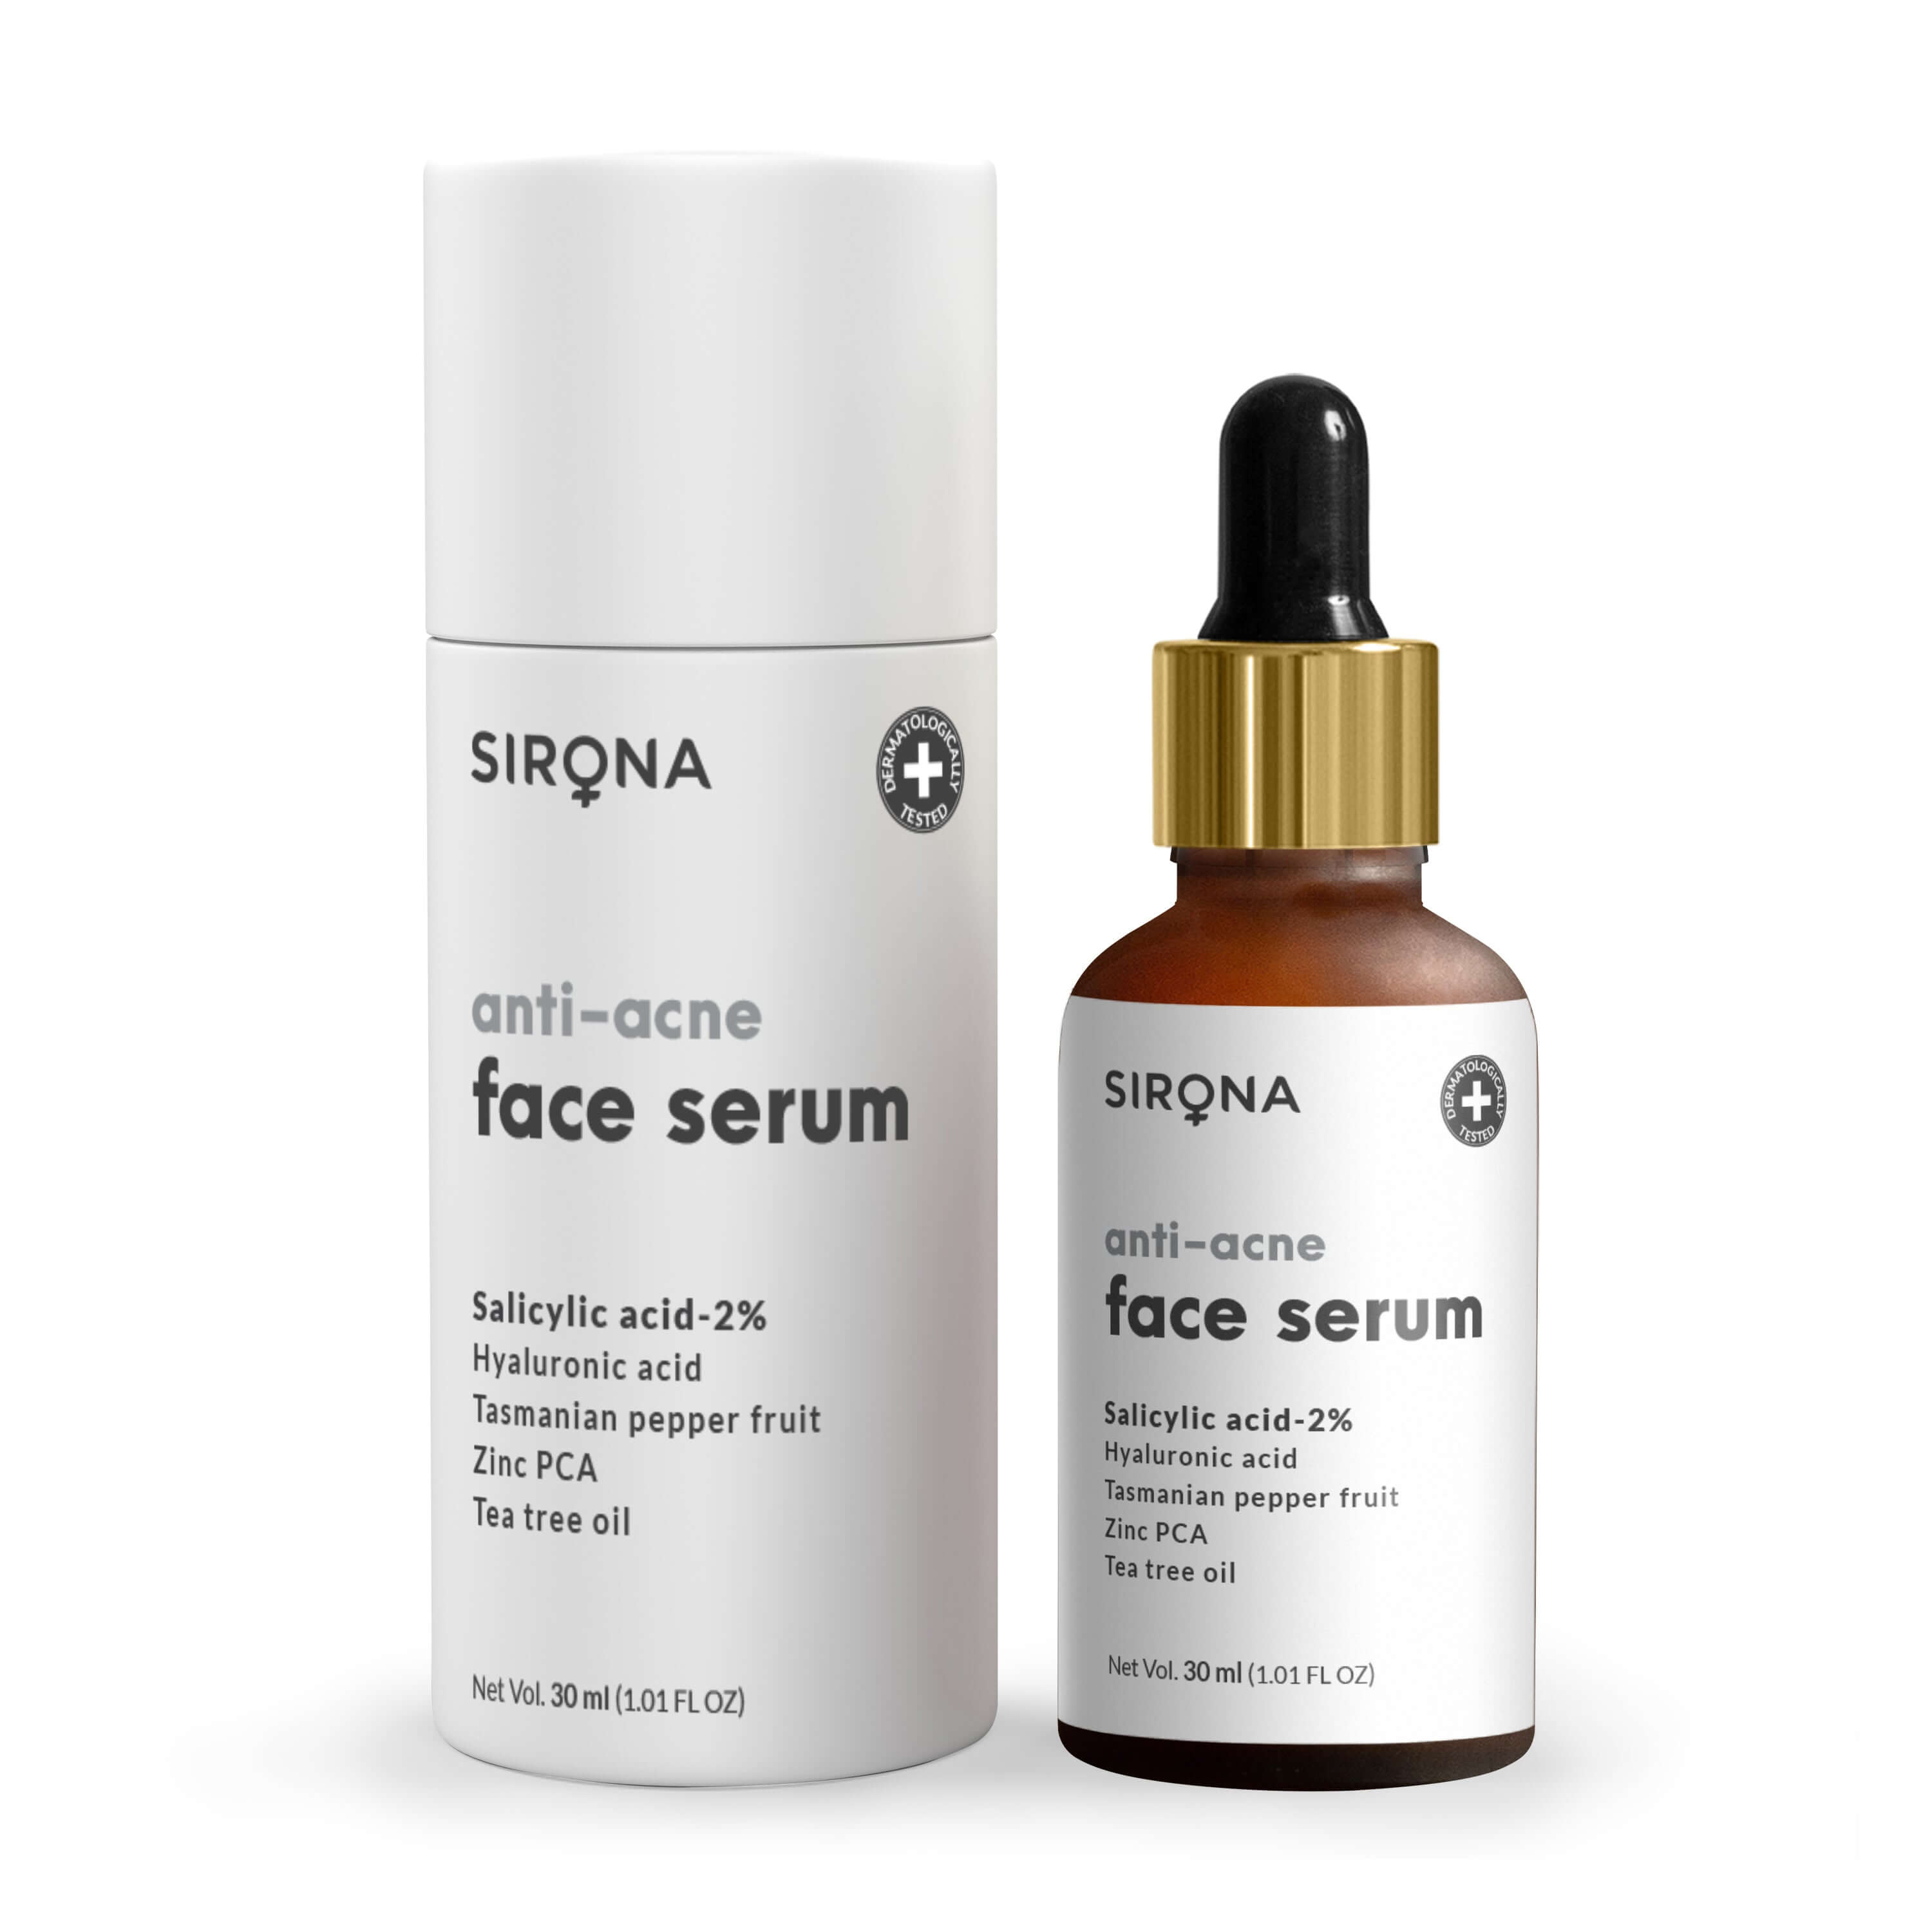 SIRONA
DERMATOLOGICALLY
TESTED
anti-acne
face serum
Salicylic acid-2%
Hyaluronic acid
Tasmanian pepper fruit
Zinc PCA
Tea tree oil
Net Vol. 30 ml (1.01 FL OZ)
SIRONA
DERMATOLOGICALLY
TESTED
anti-acne
face serum
Salicylic acid-2%
Hyaluronic acid
Tasmanian pepper fruit
Zinc PCA
Tea tree oil
Net Vol. 30 ml (1.01 FL OZ)